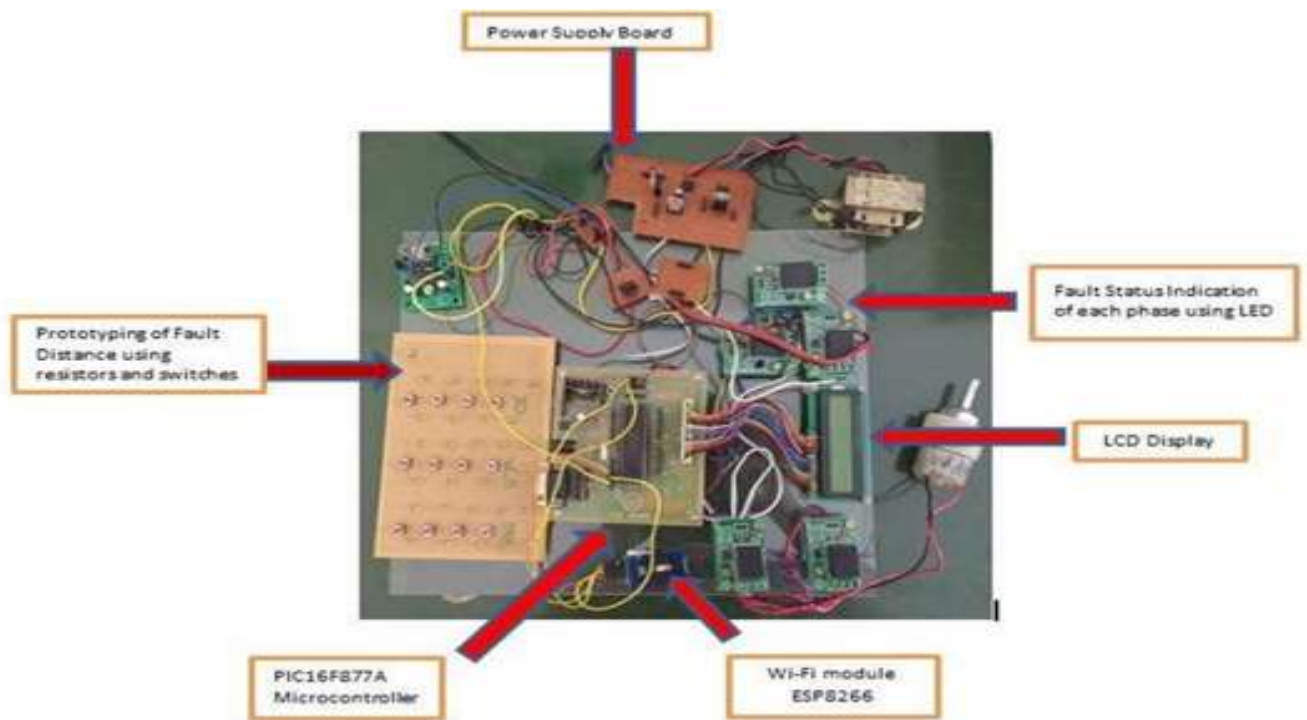 Power Supply Board
Fault Status Indication
of each phase using LED
Prototyping of Fault
Distance using
resistors and switches
LCD Display
PIC16F877A
Microcontroller
Wi-Fi module
ESP8266